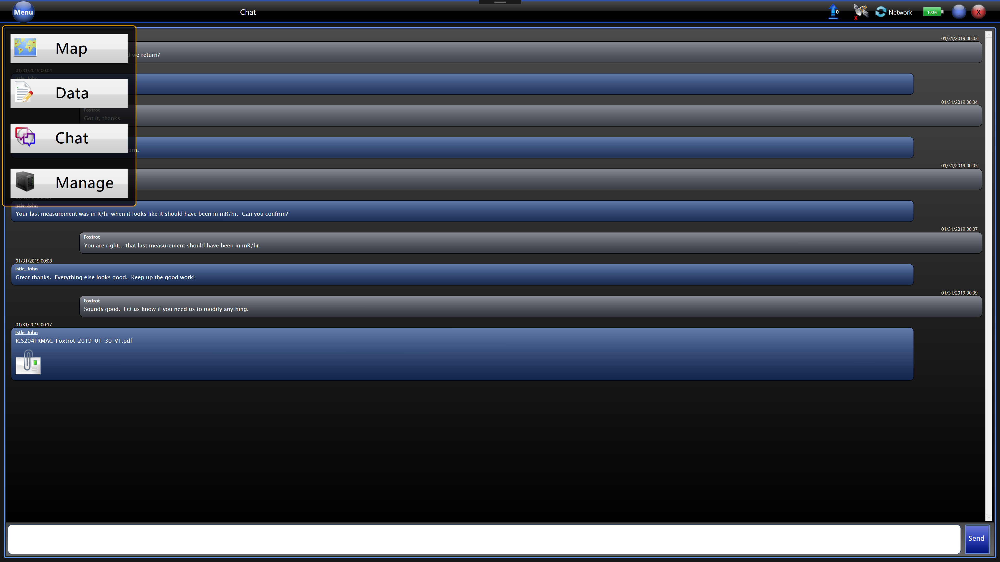 Menu
Chat
0
X
Network
100%
_
X
Map
Data
Chat
Manage
01/31/2019 00:03
we return?
01/31/2019 00:04
Istle, John
01/31/2019 00:04
Foxtrot
Got it, thanks.
urn.
01/31/2019 00:05
Istle, John
Your last measurement was in R/hr when it looks like it should have been in mR/hr. Can you confirm?
01/31/2019 00:07
Foxtrot
You are right... that last measurement should have been in mR/hr.
01/31/2019 00:08
Istle, John
Great thanks. Everything else looks good. Keep up the good work!
01/31/2019 00:09
Foxtrot
Sounds good. Let us know if you need us to modify anything.
01/31/2019 00:17
Istle, John
ICS204FRMAC_Foxtrot_2019-01-30_V1.pdf
Send